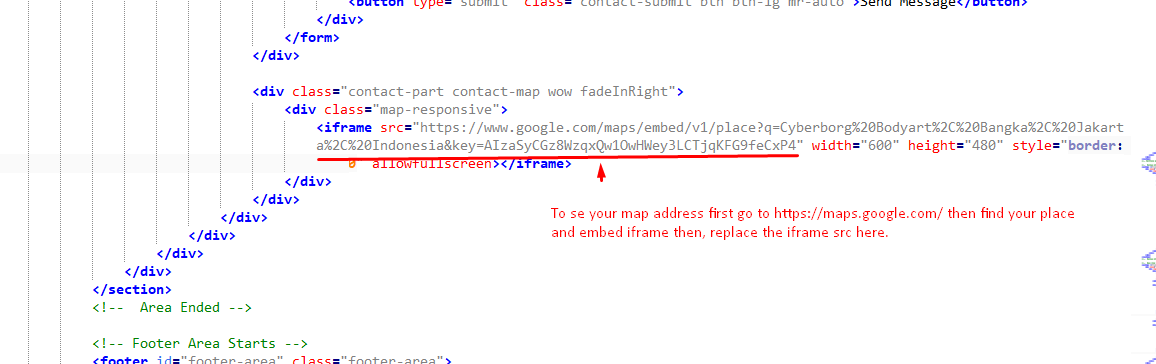 <button type="submit" class="contact-submit btn btn-lg mr-auto">Send Message</button>
</div>
</form>
</div>
<div class="contact-part contact-map wow fadeInRight">
<div class="map-responsive">
<iframe src="https://www.google.com/maps/embed/v1/place?q=Cyberborg%20Bodyart%2C%20Bangka%2C%20Jakart
a%2C%20Indonesia&key=AIzaSyCGz8WzqxQw1OwHWey3LCTjqKFG9feCxP4" width="600" height="480" style="border:
0" allowfullscreen></iframe>
</div>
</div>
To se your map address first go to https://maps.google.com/ then find your place
and embed iframe then, replace the iframe src here.
</div>
</div>
</div>
</div>
</section>
<!--  Area Ended -->
<!-- Footer Area Starts -->
<footer id="footer-area" class="footer-area">